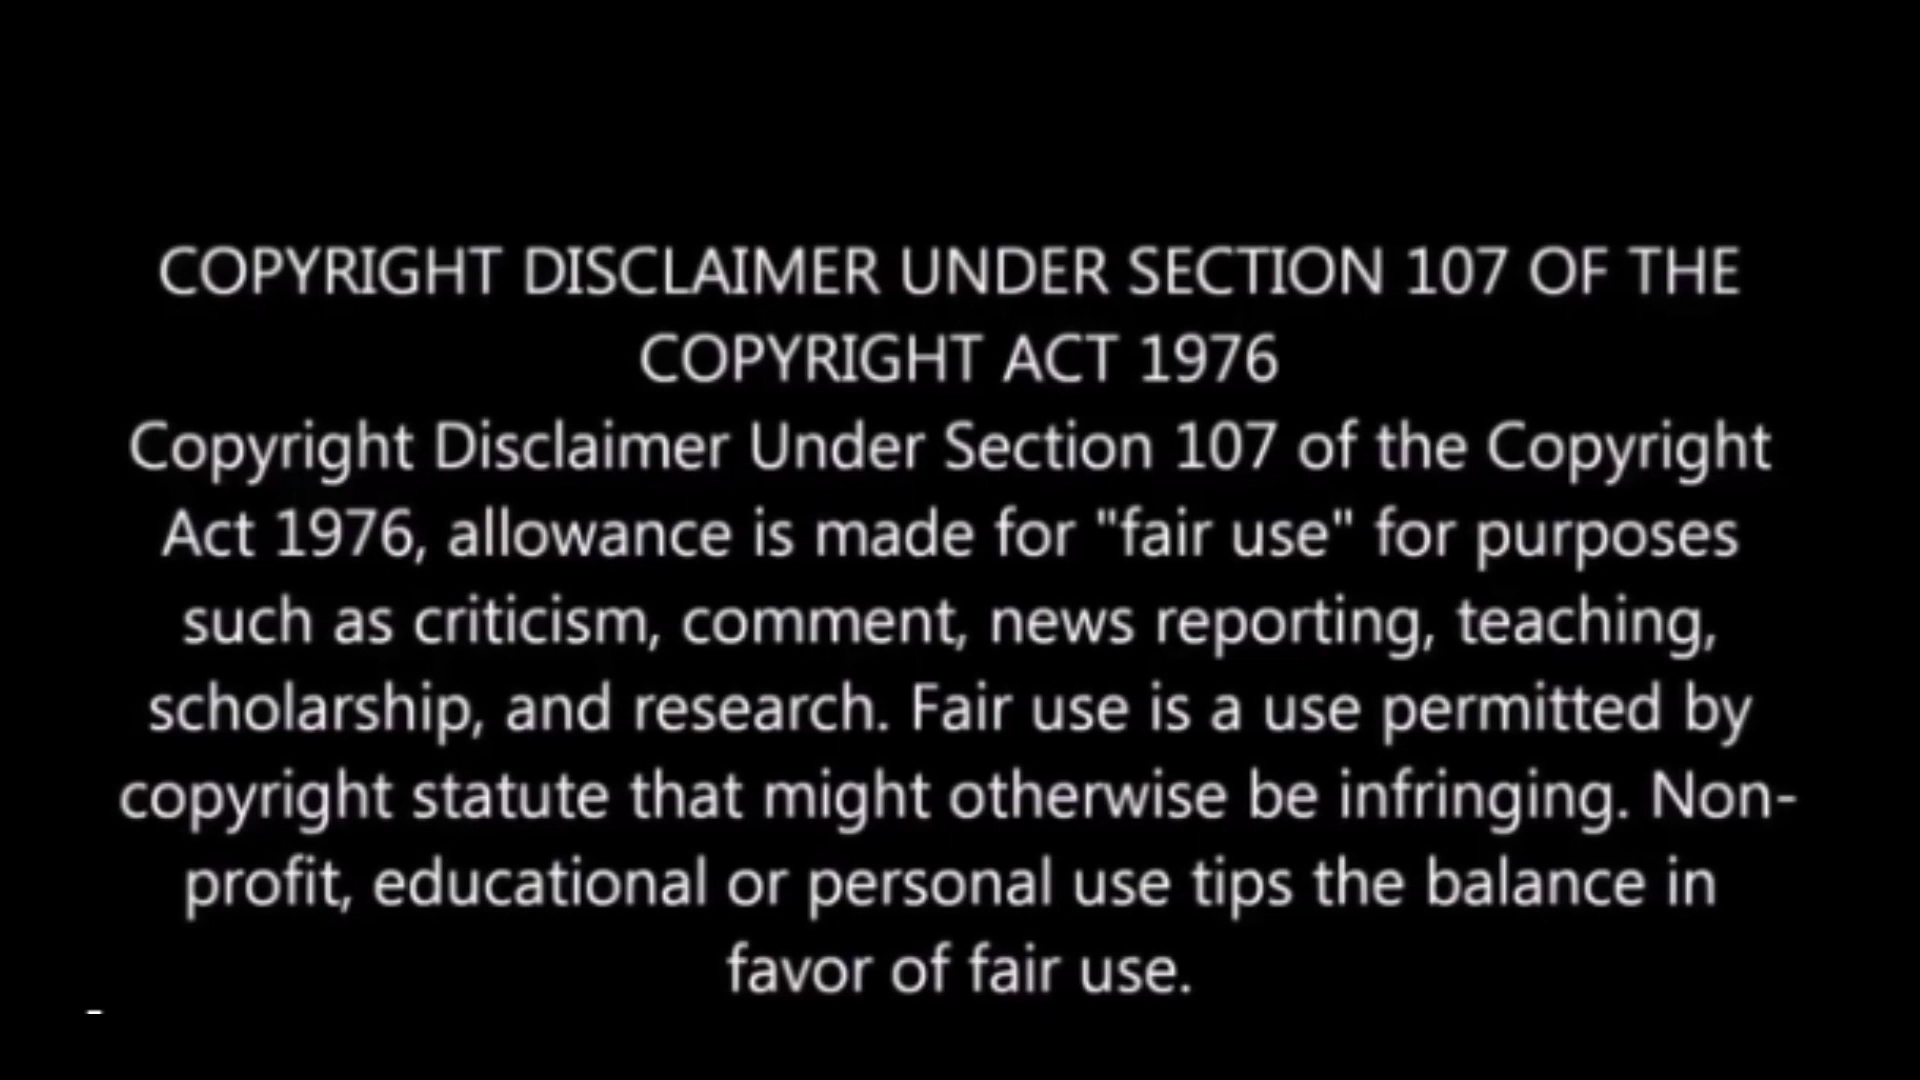 COPYRIGHT DISCLAIMER UNDER SECTION 107 OF THE
COPYRIGHT ACT 1976
Copyright Disclaimer Under Section 107 of the Copyright
Act 1976, allowance is made for "fair use" for purposes
such as criticism, comment, news reporting, teaching,
scholarship, and research. Fair use is a use permitted by
copyright statute that might otherwise be infringing. Non-
profit, educational or personal use tips the balance in
favor of fair use.